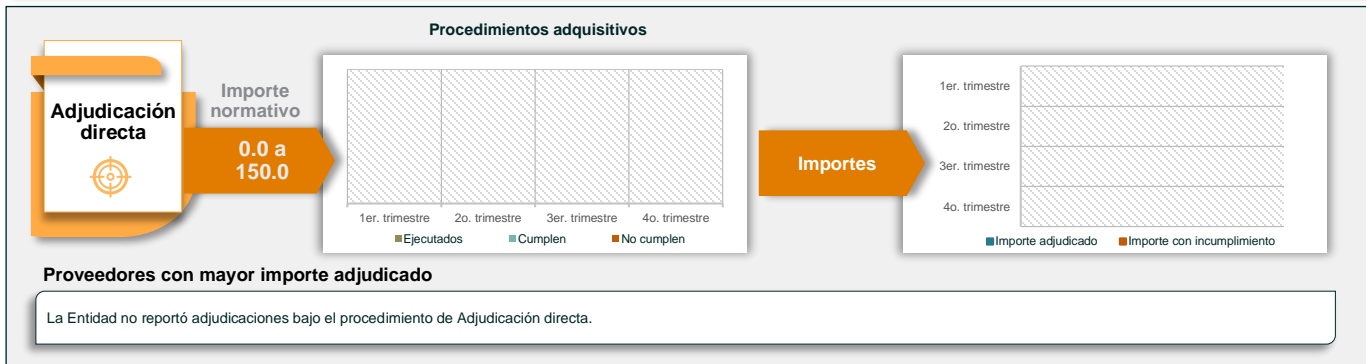 Procedimientos adquisitivos
Adjudicación
directa
Importe
normativo
0.0 a
150.0
1er. trimestre
2o. trimestre
3er. trimestre
4o. trimestre
Ejecutados
Cumplen
No cumplen
Importes
1er. trimestre
2o. trimestre
3er. trimestre
4o. trimestre
Importe adjudicado
Importe con incumplimiento
Proveedores con mayor importe adjudicado
La Entidad no reportó adjudicaciones bajo el procedimiento de Adjudicación directa.